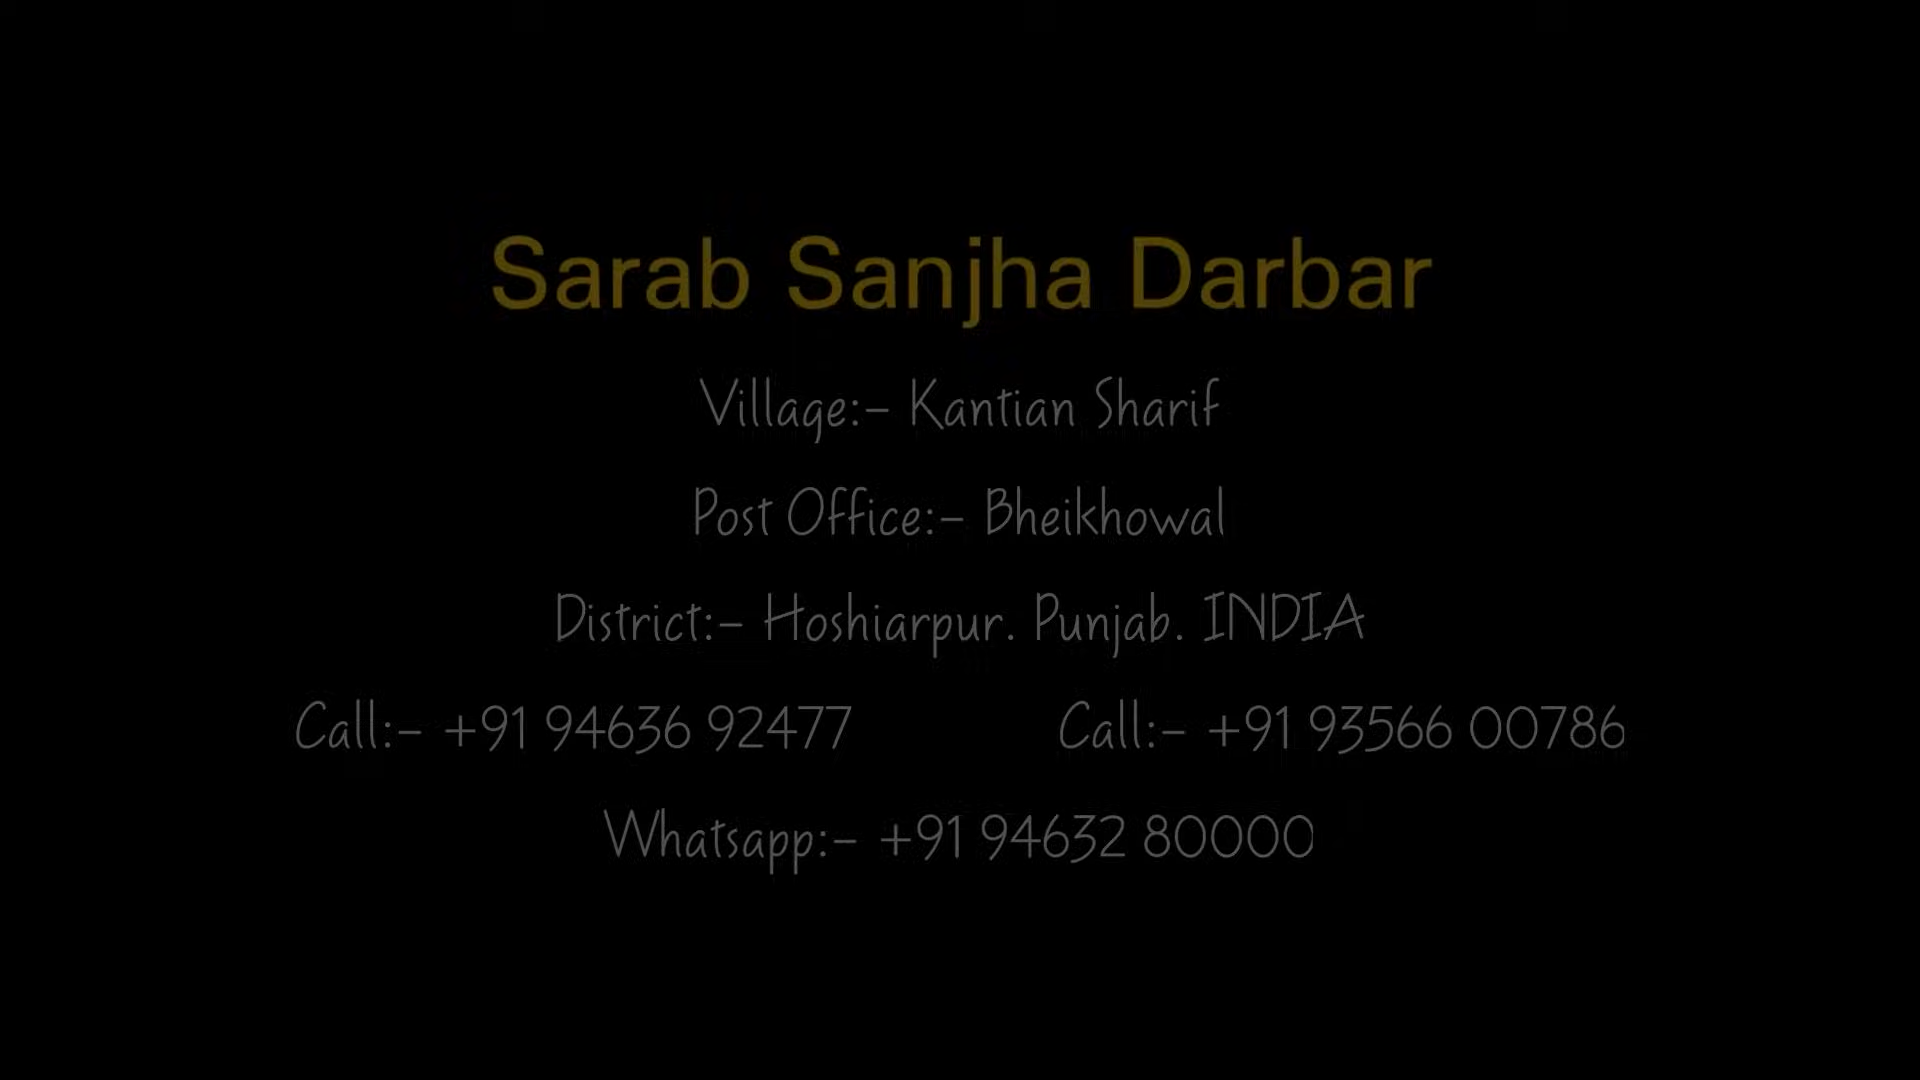 Sarab Sanjha Darbar
Village:- Kantian Sharif
Post Office:- Bheikhowal
District:- Hoshiarpur. Punjab. INDIA
Call:- +91 94636 92477 Call:- +91 93566 00786
Whatsapp:- +91 94632 80000